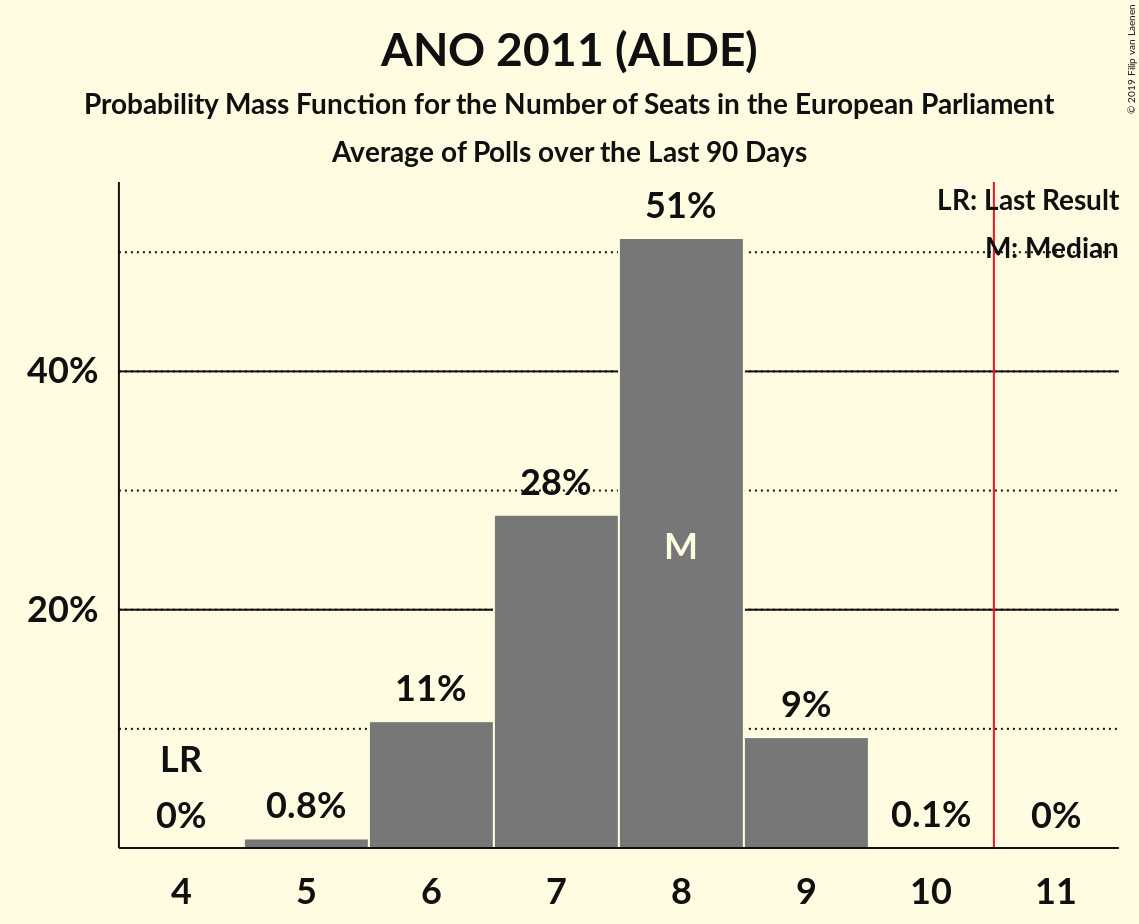 ANO 2011 (ALDE)
Probability Mass Function for the Number of Seats in the European Parliament
Average of Polls over the Last 90 Days
© 2019 Filip van Laenen
LR: Last Result
M: Median
51%
40%
28%
M
20%
11%
9%
LR
0%
0.8%
0.1%
0%
4 5 6 7 8 9 10 11